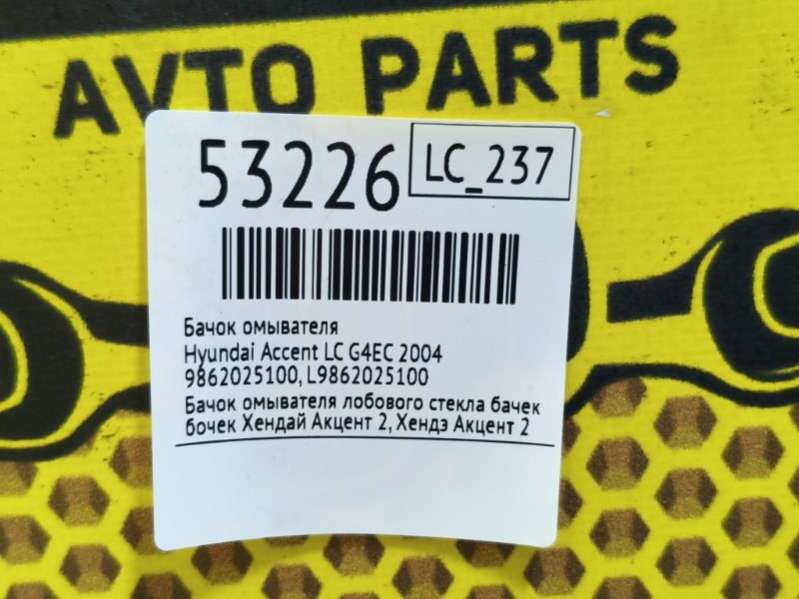 AVTO PARTS
53226
LC_237
Бачок омывателя
Hyundai Accent LC G4EC 2004
9862025100, L9862025100
Бачок омывателя лобового стекла бачек
бочек Хендай Акцент 2, Хендэ Акцент 2